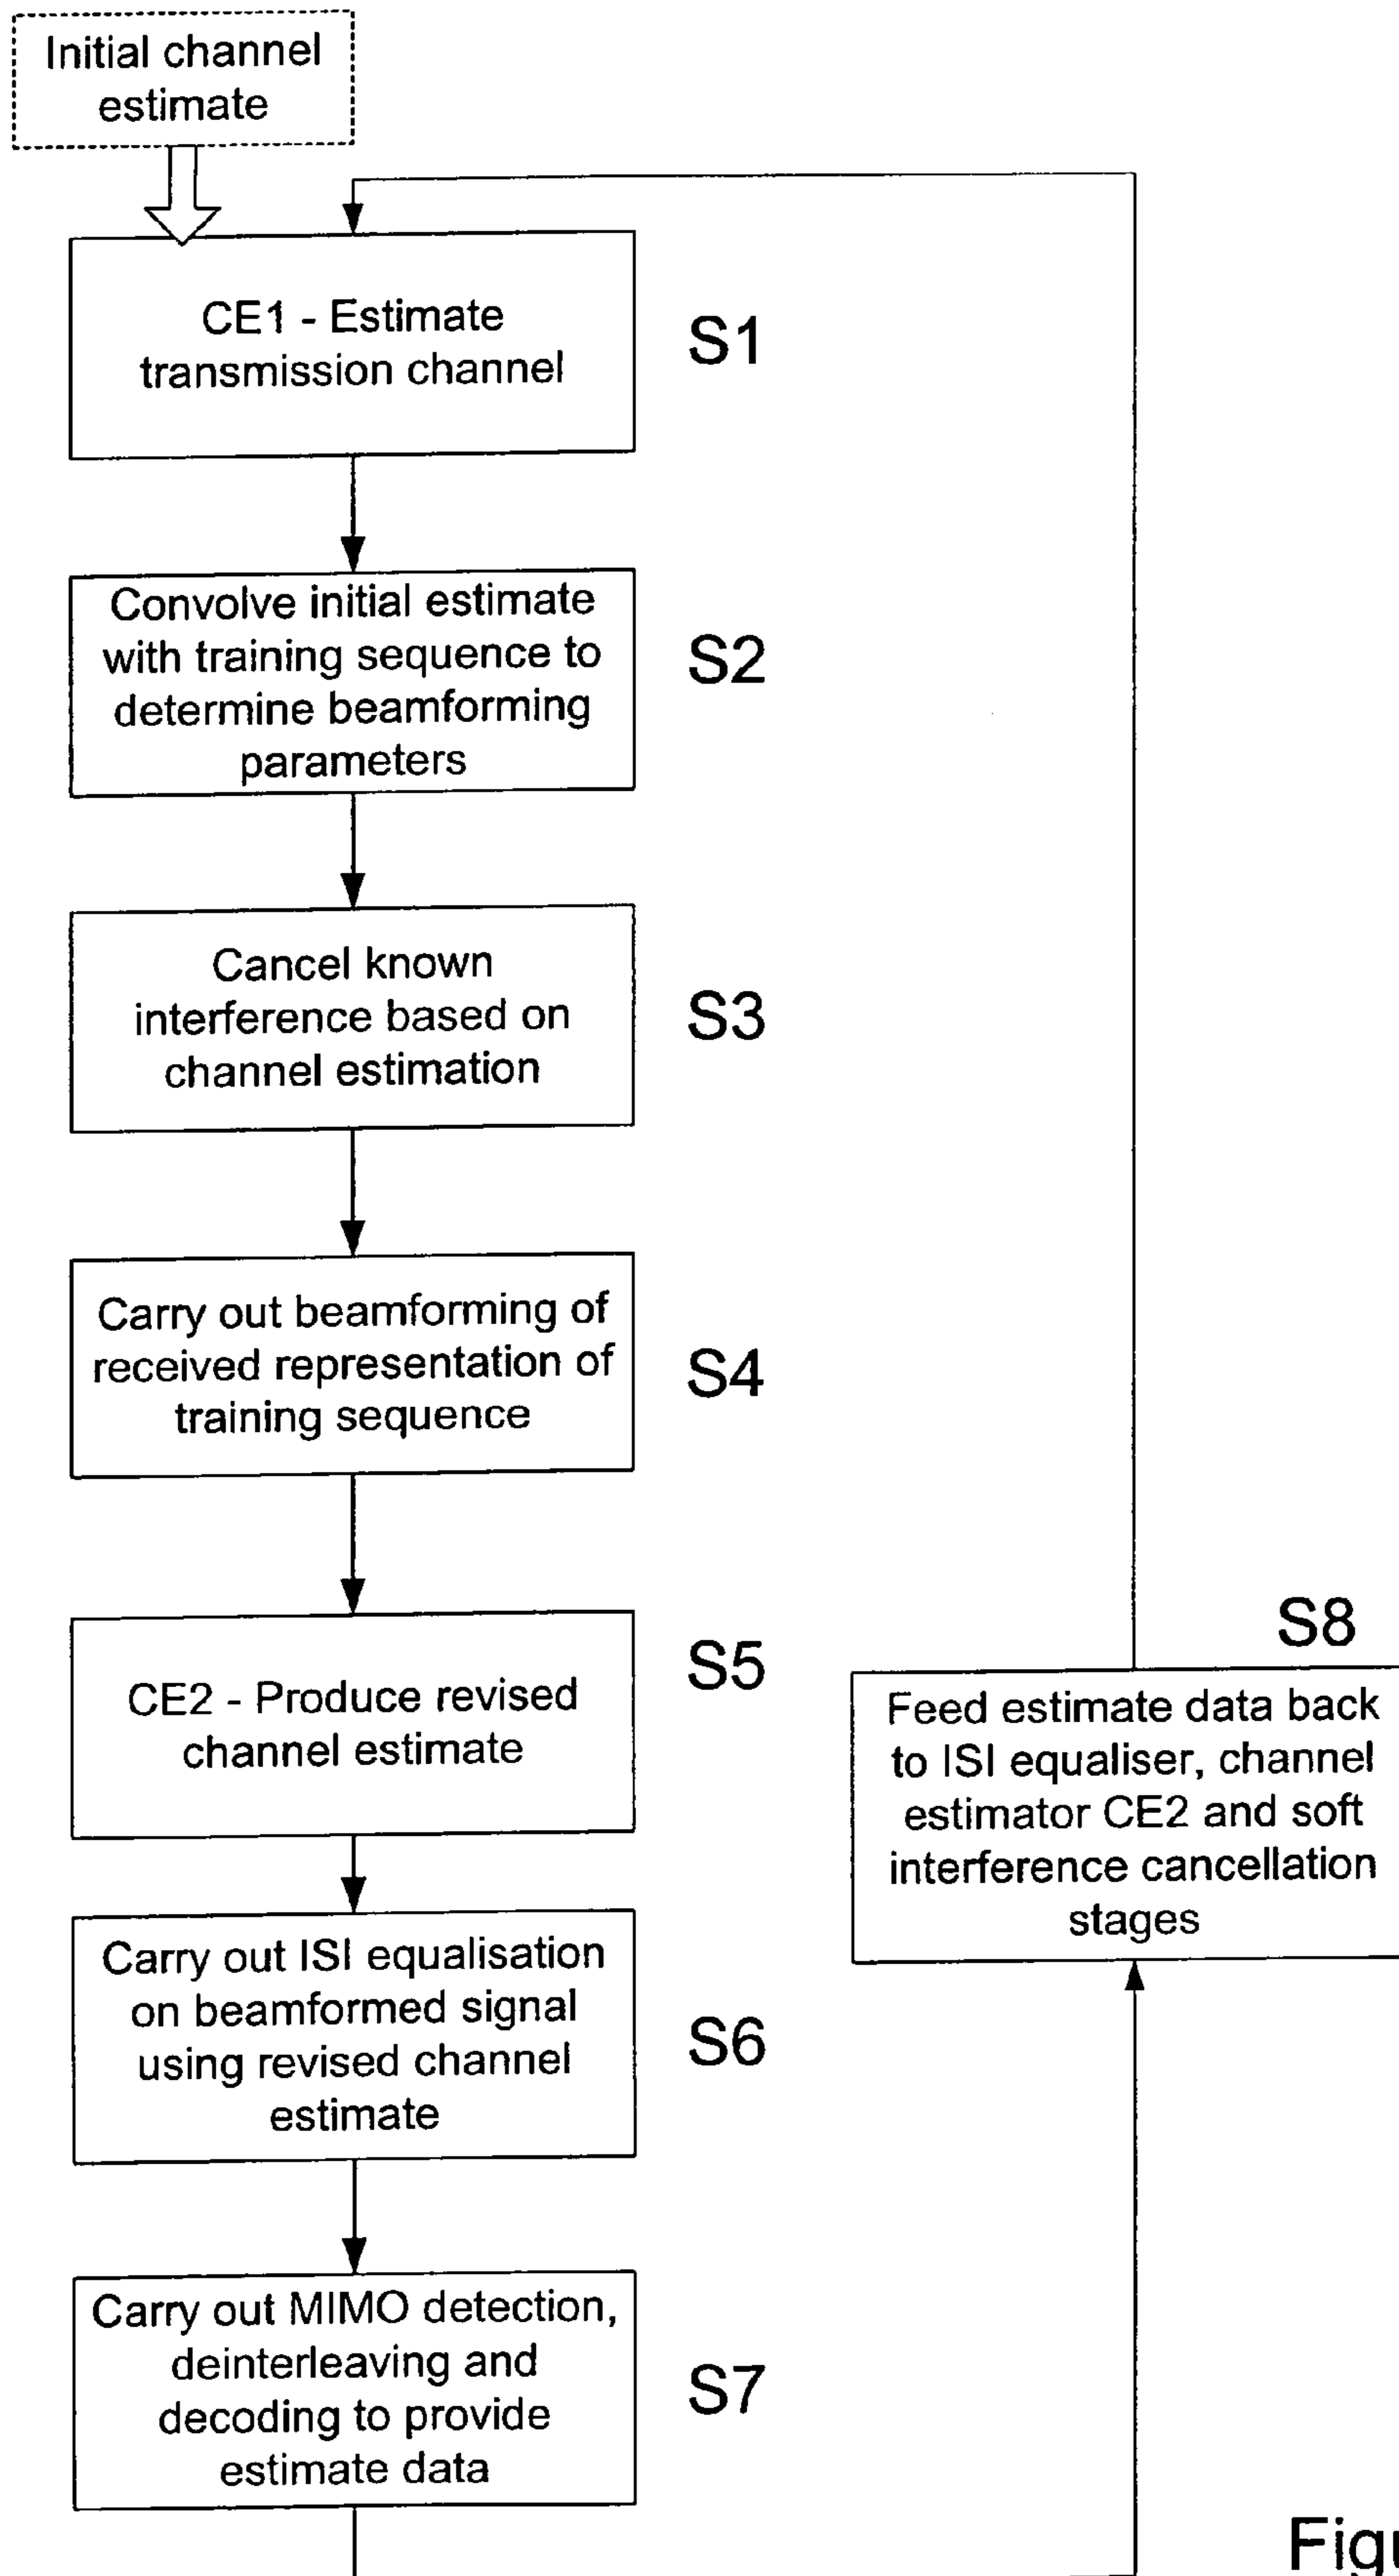 Initial channel
estimate
CE1 - Estimate
transmission channel
S1
Convolve initial estimate
with training sequence to
determine beamforming
parameters
S2
Cancel known
interference based on
channel estimation
S3
Carry out beamforming of
received representation of
training sequence
S4
CE2 - Produce revised
channel estimate
S5
S8
Feed estimate data back
to ISI equaliser, channel
estimator CE2 and soft
interference cancellation
stages
Carry out ISI equalisation
on beamformed signal
using revised channel
estimate
S6
Carry out MIMO detection,
deinterleaving and
decoding to provide
estimate data
S7